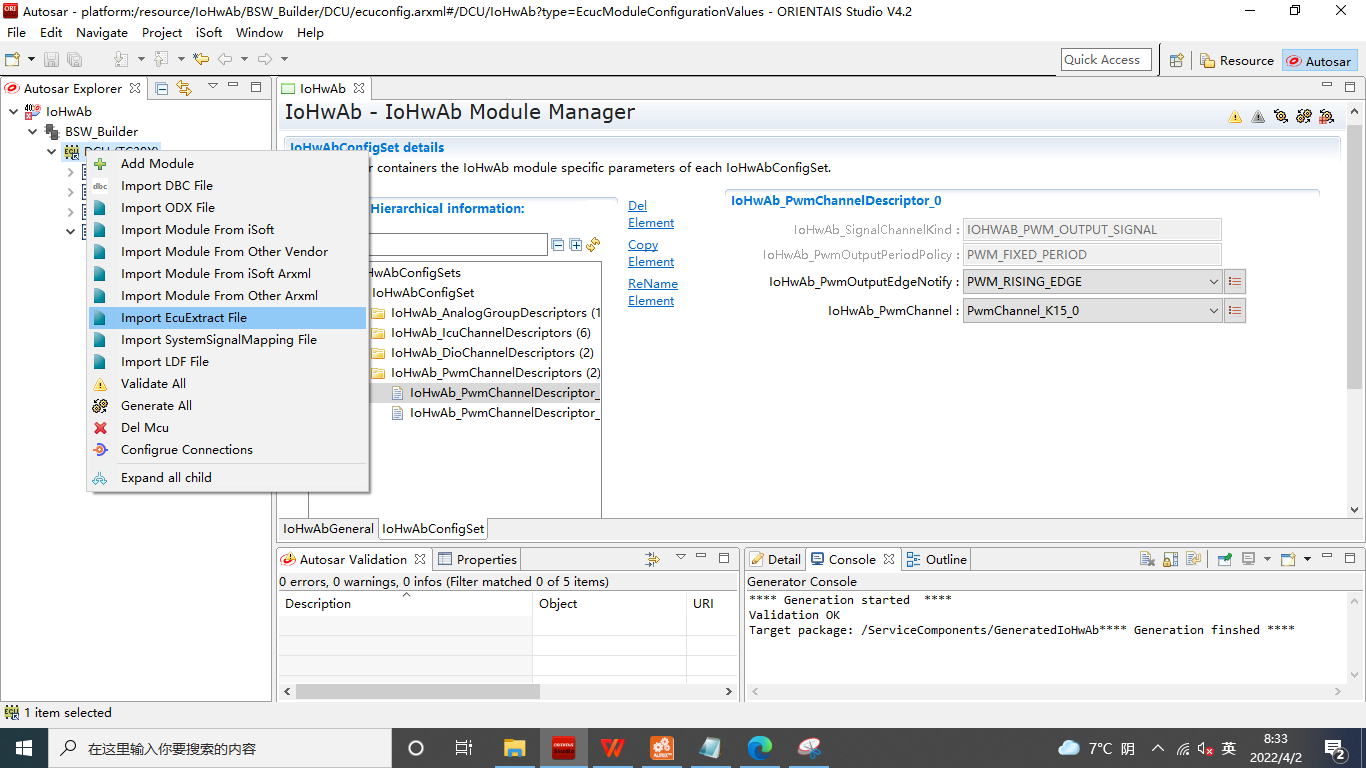 Autosar - platform:/resource/IoHwAb/BSW_Builder/DCU/ecuconfig.arxml#/DCU/IoHwAb?type=EcucModuleConfigurationValues - ORIENTAIS Studio V4.2
File Edit Navigate Project iSoft Window Help
Quick Access
Resource
Autosar
Autosar Explorer
IoHwAb
BSW_Builder
Add Module
Import DBC File
Import ODX File
Import Module From iSoft
Import Module From Other Vendor
Import Module From iSoft Arxml
Import Module From Other Arxml
Import EcuExtract File
Import SystemSignalMapping File
Import LDF File
Validate All
Generate All
Del Mcu
Configrue Connections
Expand all child
IoHwAb
IoHwAb - IoHwAb Module Manager
IoHwAbConfigSet details
containers the IoHwAb module specific parameters of each IoHwAbConfigSet.
Hierarchical information:
HwAbConfigSets
IoHwAbConfigSet
IoHwAb_AnalogGroupDescriptors (1
IoHwAb_IcuChannelDescriptors (6)
IoHwAb_DioChannelDescriptors (2)
IoHwAb_PwmChannelDescriptors (2)
IoHwAb_PwmChannelDescriptor_
IoHwAb_PwmChannelDescriptor_
Del
Element
Copy
Element
ReName
Element
IoHwAb_PwmChannelDescriptor_0
IoHwAb_SignalChannelKind : IOHWAB_PWM_OUTPUT_SIGNAL
IoHwAb_PwmOutputPeriodPolicy : PWM_FIXED_PERIOD
IoHwAb_PwmOutputEdgeNotify : PWM_RISING_EDGE
IoHwAb_PwmChannel : PwmChannel_K15_0
IoHwAbGeneral IoHwAbConfigSet
Autosar Validation Properties
0 errors, 0 warnings, 0 infos (Filter matched 0 of 5 items)
Description Object URI
Detail Console Outline
Generator Console
**** Generation started ****
Validation OK
Target package: /ServiceComponents/GeneratedIoHwAb**** Generation finshed ****
1 item selected
在这里输入你要搜索的内容
7°C 阴
英
8:33
2022/4/2
2